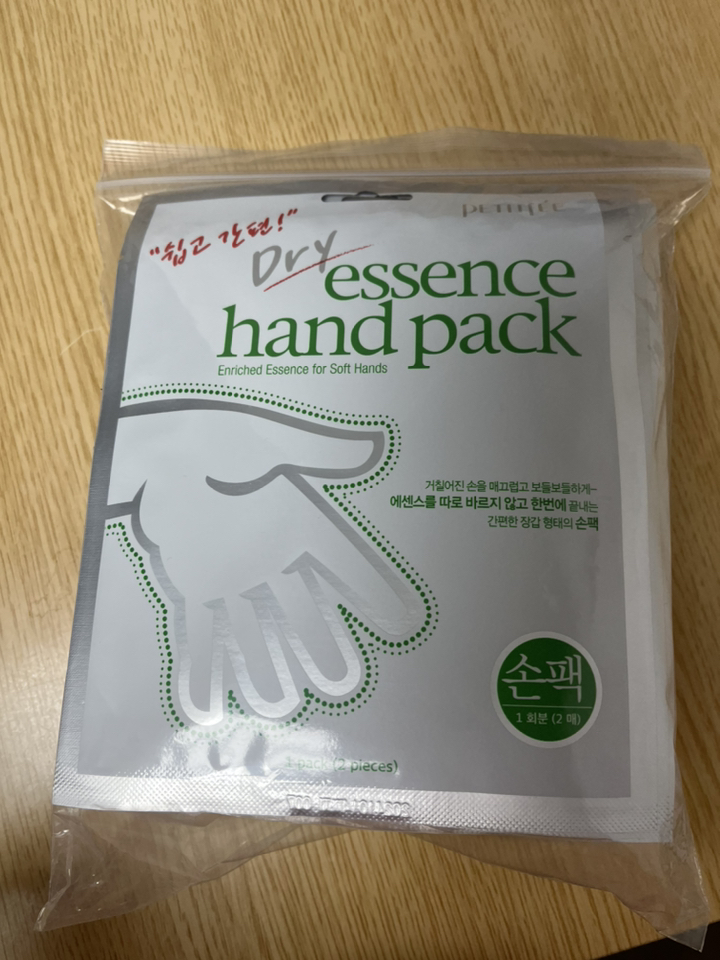 "쉽고 간편!"
Dry
essence
hand pack
Enriched Essence for Soft Hands
거칠어진 손을 매끄럽고 보들보들하게~
에센스를 따로 바르지 않고 한번에 끝내는
간편한 장갑 형태의 손팩
손팩
1 회분 (2 매)
1 pack (2 pieces)